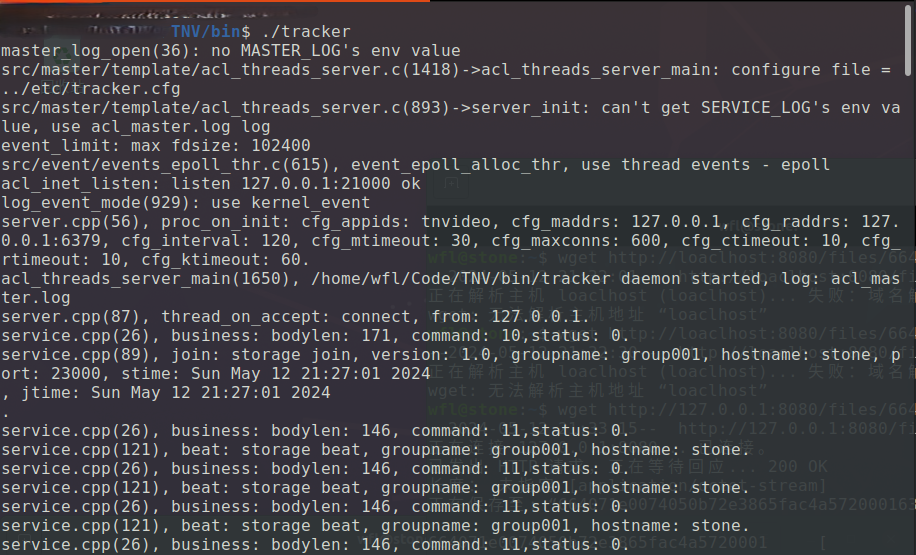 TNV/bin$ ./tracker
master_log_open(36): no MASTER_LOG's env value
src/master/template/acl_threads_server.c(1418)->acl_threads_server_main: configure file =
../etc/tracker.cfg
src/master/template/acl_threads_server.c(893)->server_init: can't get SERVICE_LOG's env va
lue, use acl_master.log log
event_limit: max fdsize: 102400
src/event/events_epoll_thr.c(615), event_epoll_alloc_thr, use thread events - epoll
acl_inet_listen: listen 127.0.0.1:21000 ok
log_event_mode(929): use kernel_event
server.cpp(56), proc_on_init: cfg_appids: tnvideo, cfg_maddrs: 127.0.0.1, cfg_raddrs: 127.
0.0.1:6379, cfg_interval: 120, cfg_mtimeout: 30, cfg_maxconns: 600, cfg_ctimeout: 10, cfg_
rtimeout: 10, cfg_ktimeout: 60.
acl_threads_server_main(1650), /home/wfl/Code/TNV/bin/tracker daemon started, log: acl_mas
ter.log
server.cpp(87), thread_on_accept: connect, from: 127.0.0.1.
service.cpp(26), business: bodylen: 171, command: 10,status: 0.
service.cpp(89), join: storage join, version: 1.0, groupname: group001, hostname: stone, p
ort: 23000, stime: Sun May 12 21:27:01 2024
, jtime: Sun May 12 21:27:01 2024
.
service.cpp(26), business: bodylen: 146, command: 11,status: 0.
service.cpp(121), beat: storage beat, groupname: group001, hostname: stone.
service.cpp(26), business: bodylen: 146, command: 11,status: 0.
service.cpp(121), beat: storage beat, groupname: group001, hostname: stone.
service.cpp(26), business: bodylen: 146, command: 11,status: 0.
service.cpp(121), beat: storage beat, groupname: group001, hostname: stone.
service.cpp(26), business: bodylen: 146, command: 11,status: 0.